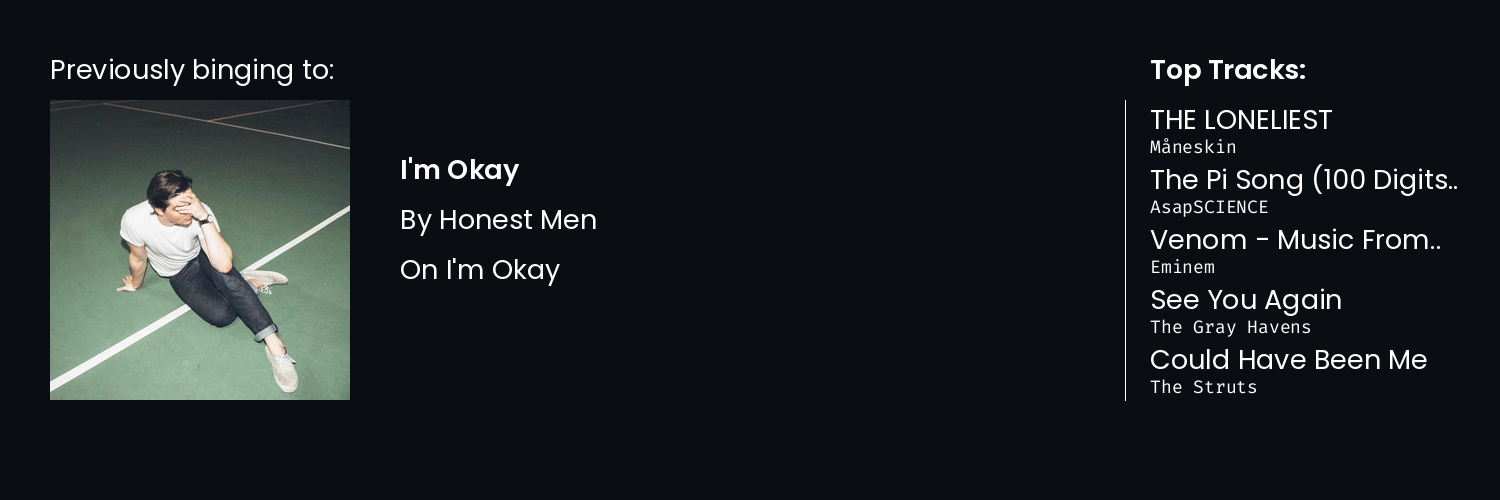 Previously binging to:
I'm Okay
By Honest Men
On I'm Okay
Top Tracks:
THE LONELIEST
Måneskin
The Pi Song (100 Digits..
AsapSCIENCE
Venom - Music From..
Eminem
See You Again
The Gray Havens
Could Have Been Me
The Struts